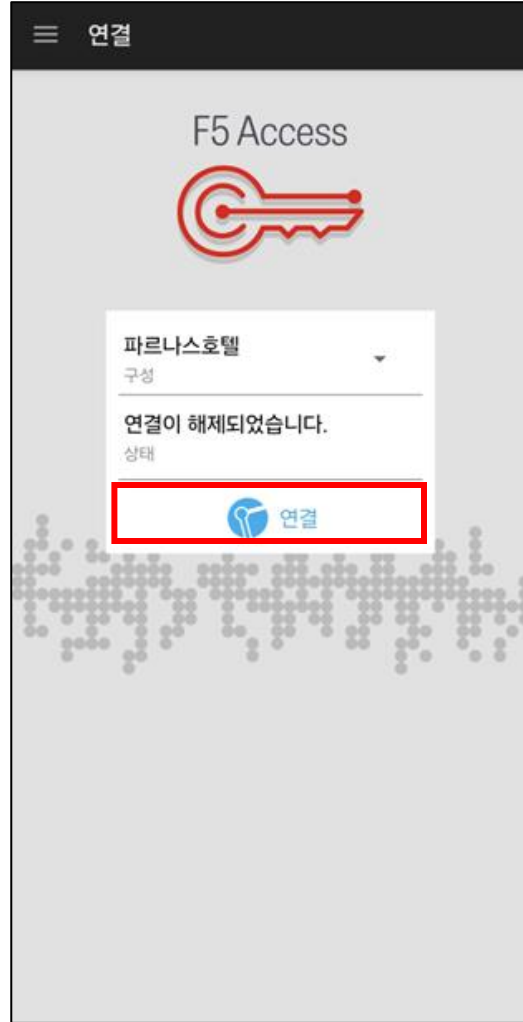 연결
F5 Access
파르나스호텔
구성
연결이 해제되었습니다.
상태
연결